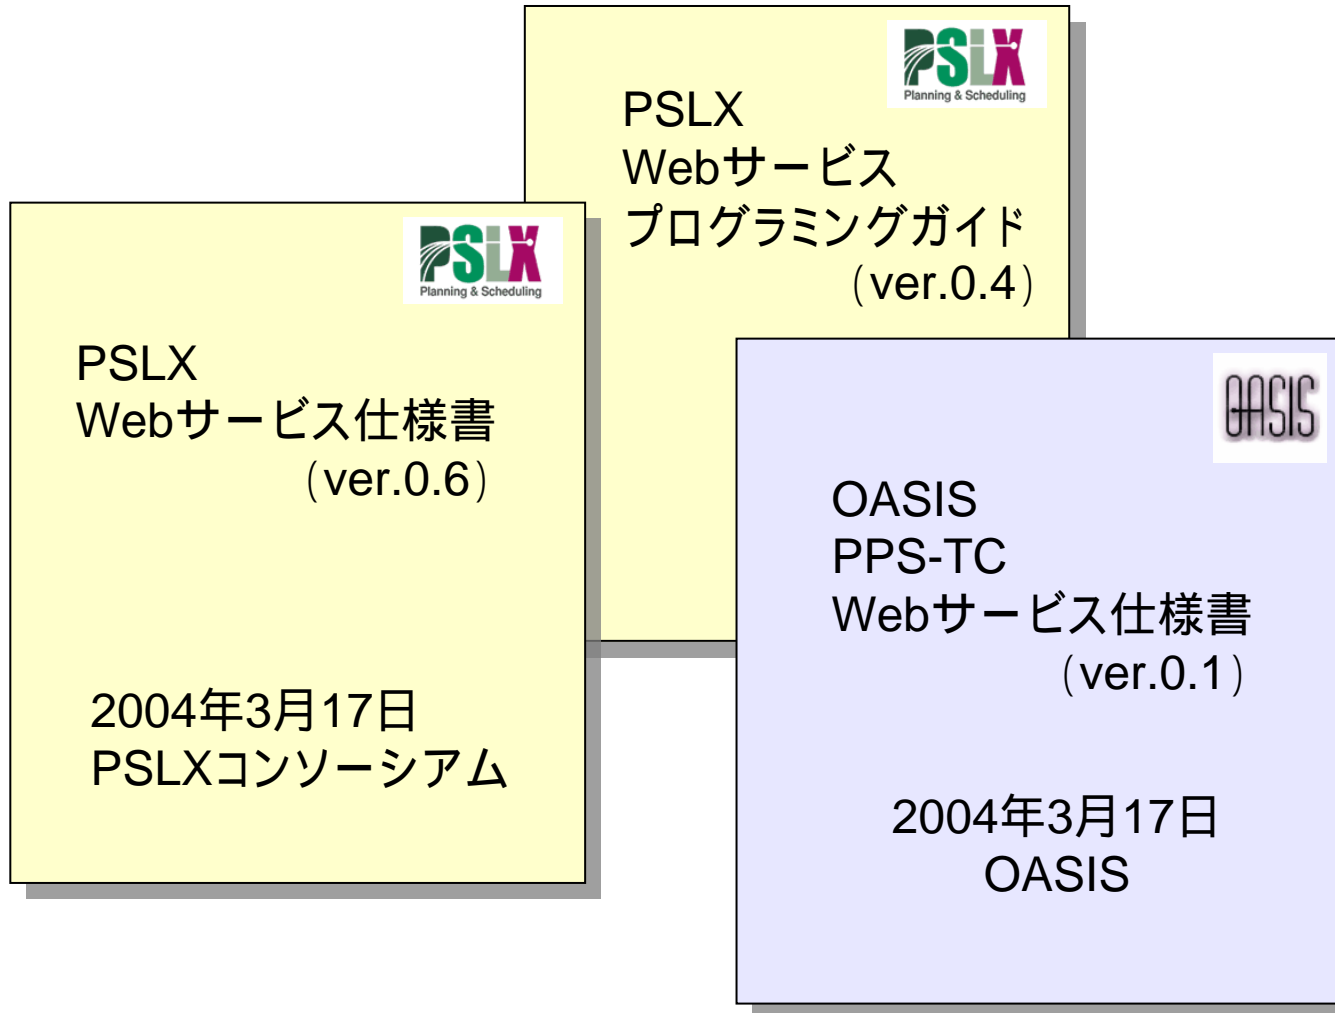 PSLX
Planning & Scheduling
PSLX
Webサービス
プログラミングガイド
（ver.0.4）
PSLX
Planning & Scheduling
PSLX
Webサービス仕様書
（ver.0.6）
2004年3月17日
PSLXコンソーシアム
OASIS
OASIS
PPS-TC
Webサービス仕様書
（ver.0.1）
2004年3月17日
OASIS